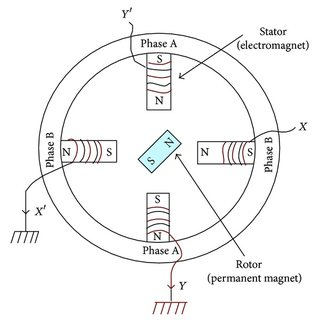 Y'
Phase A
Stator
(electromagnet)
S
N
X
Phase B
N
S
N
S
Phase B
S
N
X'
S
N
Phase A
Rotor
(permanent magnet)
Y